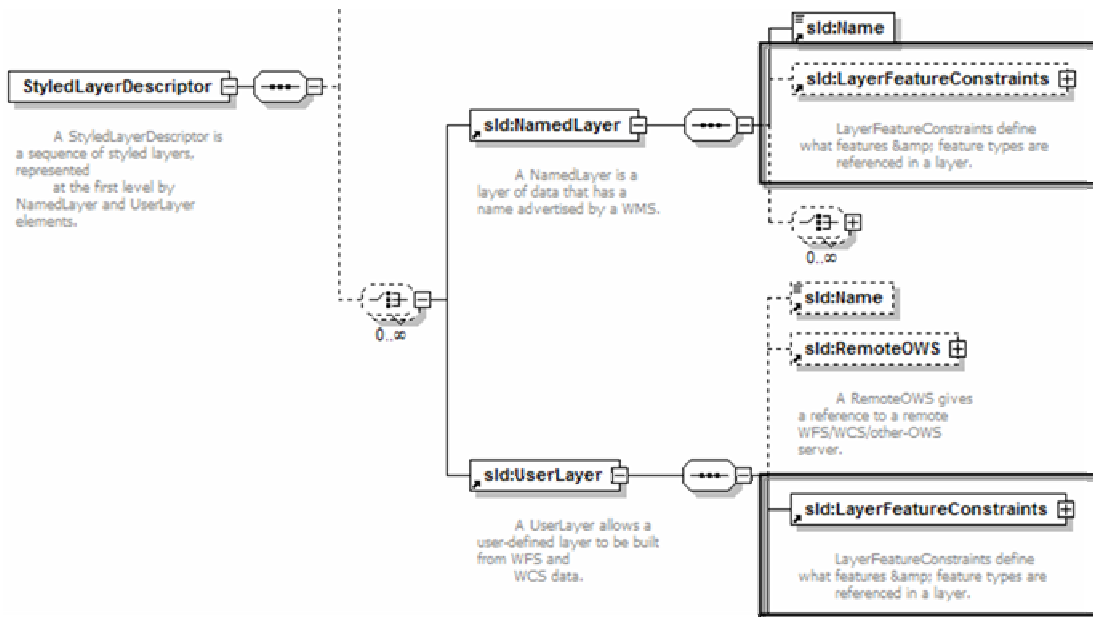 StyledLayerDescriptor
A StyledLayerDescriptor is
a sequence of styled layers,
represented
at the first level by
NamedLayer and UserLayer
elements.
0..∞
sld:NamedLayer
A NamedLayer is a
layer of data that has a
name advertised by a WMS.
sld:Name
sld:LayerFeatureConstraints
LayerFeatureConstraints define
what features &amp; feature types are
referenced in a layer.
0..∞
sld:UserLayer
A UserLayer allows a
user-defined layer to be built
from WFS and
WCS data.
sld:Name
sld:RemoteOWS
A RemoteOWS gives
a reference to a remote
WFS/WCS/other-OWS
server.
sld:LayerFeatureConstraints
LayerFeatureConstraints define
what features &amp; feature types are
referenced in a layer.